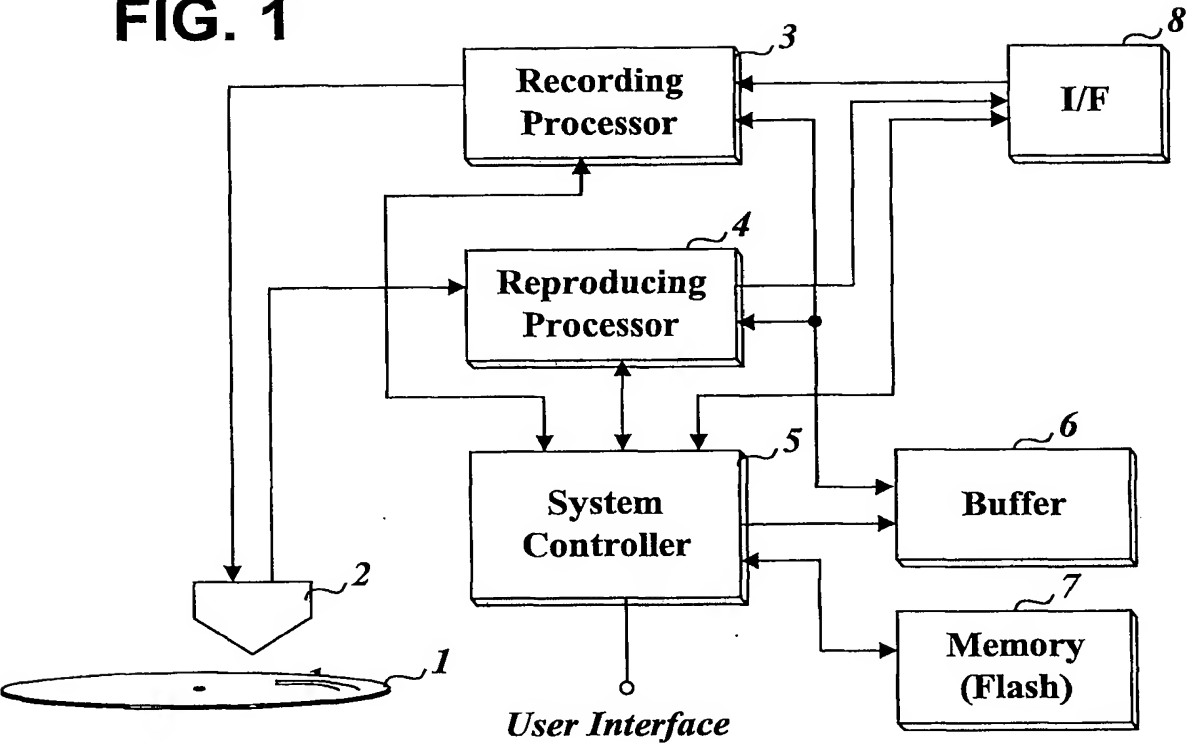 FIG. 1
3
8
Recording
Processor
I/F
4
Reproducing
Processor
5
6
System
Controller
Buffer
2
7
Memory
(Flash)
1
User Interface